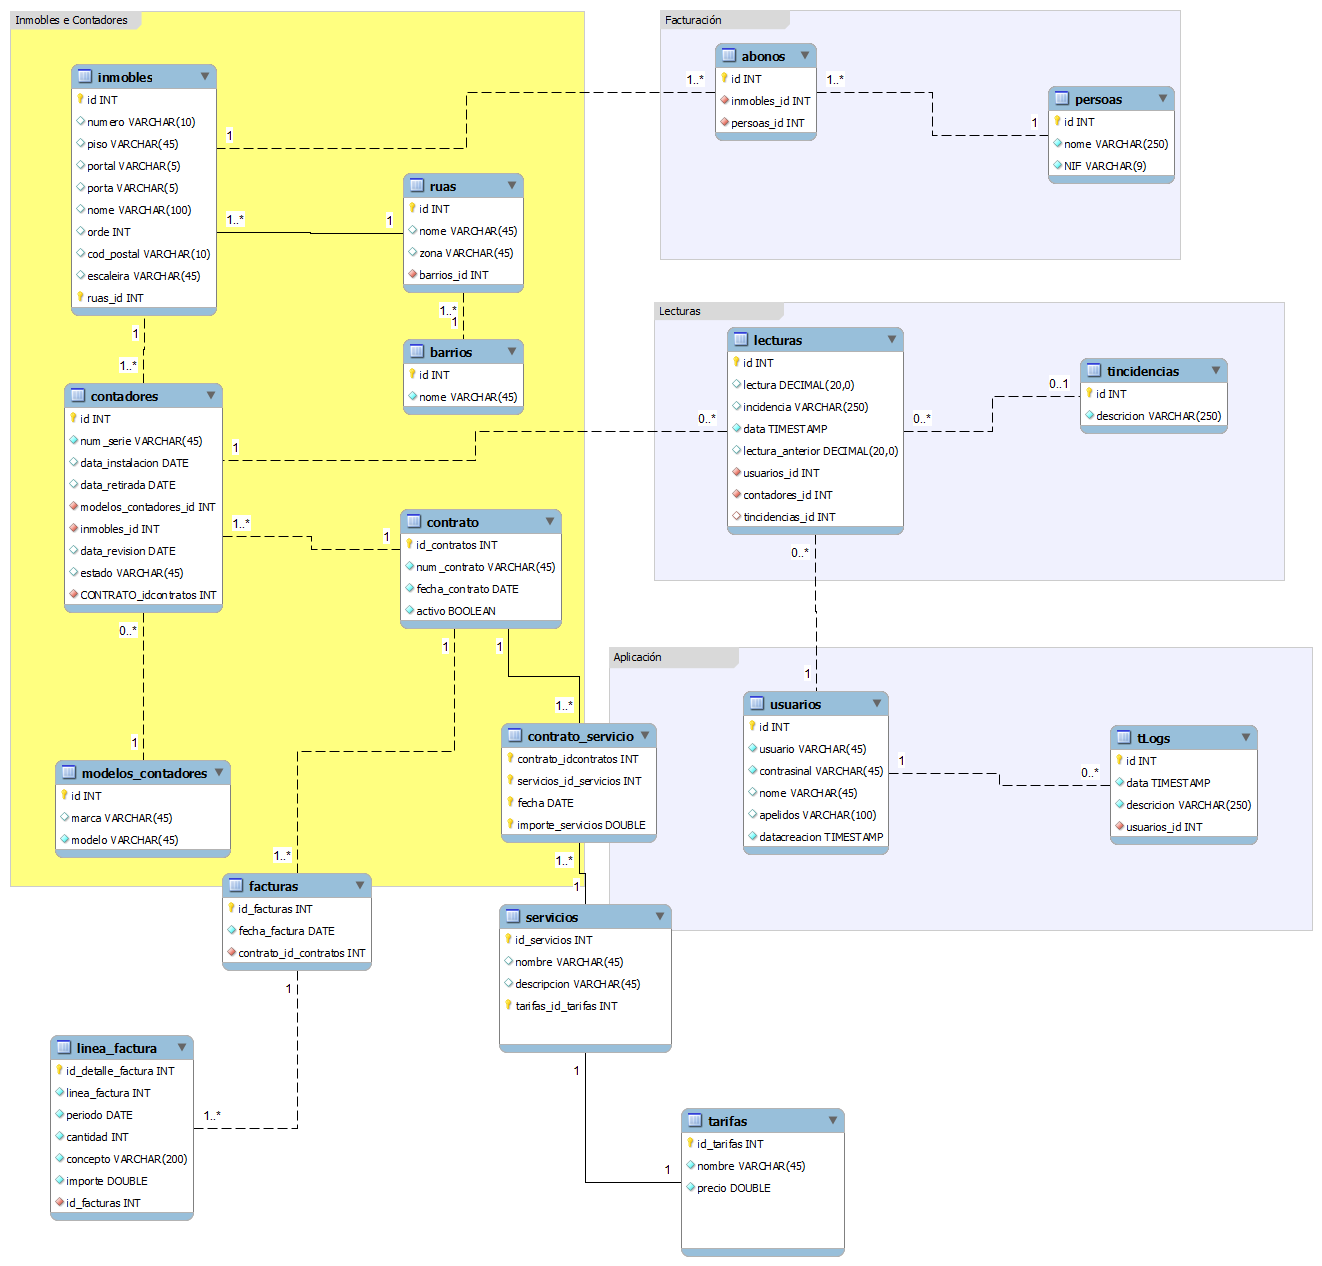 Inmobles e Contadores
inmobles
id INT
numero VARCHAR(10)
piso VARCHAR(45)
portal VARCHAR(5)
porta VARCHAR(5)
nome VARCHAR(100)
orde INT
cod_postal VARCHAR(10)
escaleira VARCHAR(45)
ruas_id INT
1
1..*
1
1
1..*
ruas
id INT
nome VARCHAR(45)
zona VARCHAR(45)
barrios_id INT
1..*
1
barrios
id INT
nome VARCHAR(45)
contadores
id INT
num_serie VARCHAR(45)
data_instalacion DATE
data_retirada DATE
modelos_contadores_id INT
inmobles_id INT
data_revision DATE
estado VARCHAR(45)
CONTRATO_idcontratos INT
1
1..*
1
0..*
1
contrato
id_contratos INT
num_contrato VARCHAR(45)
fecha_contrato DATE
activo BOOLEAN
1
1
1..*
1..*
modelos_contadores
id INT
marca VARCHAR(45)
modelo VARCHAR(45)
contrato_servicio
contrato_idcontratos INT
servicios_id_servicios INT
fecha DATE
importe_servicios DOUBLE
1..*
1
facturas
id_facturas INT
fecha_factura DATE
contrato_id_contratos INT
1
1..*
linea_factura
id_detalle_factura INT
linea_factura INT
periodo DATE
cantidad INT
concepto VARCHAR(200)
importe DOUBLE
id_facturas INT
servicios
id_servicios INT
nombre VARCHAR(45)
descripcion VARCHAR(45)
tarifas_id_tarifas INT
1
1
tarifas
id_tarifas INT
nombre VARCHAR(45)
precio DOUBLE
Facturación
1..*
abonos
id INT
inmobles_id INT
persoas_id INT
1..*
1
persoas
id INT
nome VARCHAR(250)
NIF VARCHAR(9)
Lecturas
0..*
lecturas
id INT
lectura DECIMAL(20,0)
incidencia VARCHAR(250)
data TIMESTAMP
lectura_anterior DECIMAL(20,0)
usuarios_id INT
contadores_id INT
tincidencias_id INT
0..*
0..1
tincidencias
id INT
descricion VARCHAR(250)
0..*
1
Aplicación
usuarios
id INT
usuario VARCHAR(45)
contrasinal VARCHAR(45)
nome VARCHAR(45)
apelidos VARCHAR(100)
datacreacion TIMESTAMP
1
0..*
tLogs
id INT
data TIMESTAMP
descricion VARCHAR(250)
usuarios_id INT